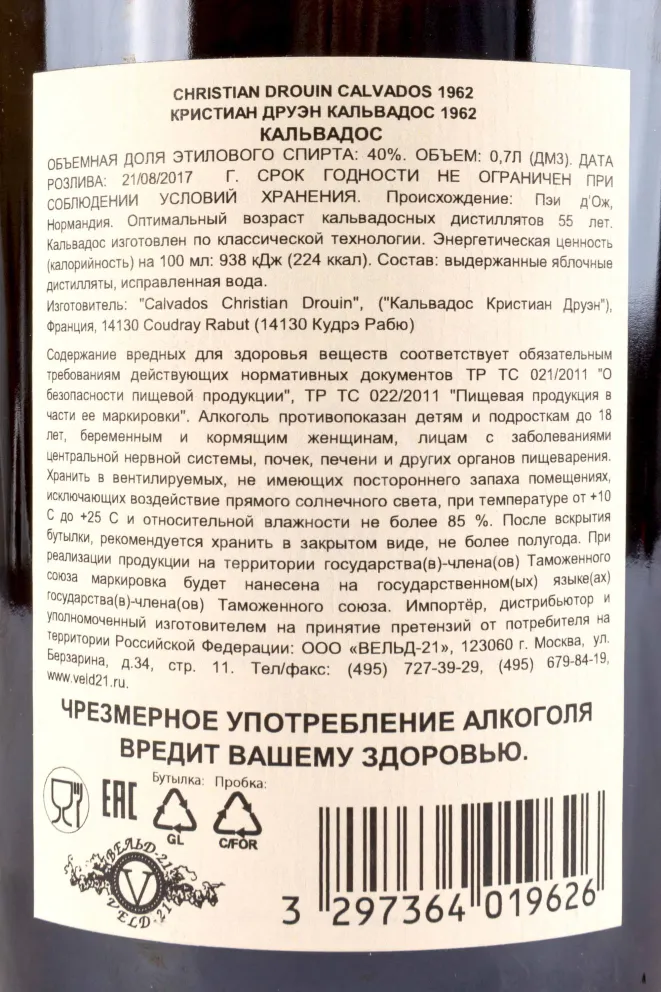 CHRISTIAN DROUIN CALVADOS 1962
КРИСТИАН ДРУЭН КАЛЬВАДОС 1962
КАЛЬВАДОС
ОБЪЕМНАЯ ДОЛЯ ЭТИЛОВОГО СПИРТА: 40%. ОБЪЕМ: 0,7Л (ДМ3). ДАТА
РОЗЛИВА: 21/08/2017 Г. СРОК ГОДНОСТИ НЕ ОГРАНИЧЕН ПРИ
СОБЛЮДЕНИИ УСЛОВИЙ ХРАНЕНИЯ. Происхождение: Пэи д'Ож,
Нормандия. Оптимальный возраст кальвадосных дистиллятов 55 лет.
Кальвадос изготовлен по классической технологии. Энергетическая ценность
(калорийность) на 100 мл: 938 кДж (224 ккал). Состав: выдержанные яблочные
дистилляты, исправленная вода.
Изготовитель: "Calvados Christian Drouin", ("Кальвадос Кристиан Друэн"),
Франция, 14130 Coudray Rabut (14130 Кудрэ Рабю)
Содержание вредных для здоровья веществ соответствует обязательным
требованиям действующих нормативных документов ТР ТС 021/2011 "О
безопасности пищевой продукции", ТР ТС 022/2011 "Пищевая продукция в
части ее маркировки". Алкоголь противопоказан детям и подросткам до 18
лет, беременным и кормящим женщинам, лицам с заболеваниями
центральной нервной системы, почек, печени и других органов пищеварения.
Хранить в вентилируемых, не имеющих постороннего запаха помещениях,
исключающих воздействие прямого солнечного света, при температуре от +10
С до +25 С и относительной влажности не более 85 %. После вскрытия
бутылки, рекомендуется хранить в закрытом виде, не более полугода. При
реализации продукции на территории государства(в)-члена(ов) Таможенного
союза маркировка будет нанесена на государственном(ых) языке(ах)
государства(в)-члена(ов) Таможенного союза. Импортёр, дистрибьютор и
уполномоченный изготовителем на принятие претензий от потребителя на
территории Российской Федерации: ООО «ВЕЛЬД-21», 123060 г. Москва, ул.
Берзарина, д.34, стр. 11. Тел/факс: (495) 727-39-29, (495) 679-84-19,
www.veld21.ru.
ЧРЕЗМЕРНОЕ УПОТРЕБЛЕНИЕ АЛКОГОЛЯ
ВРЕДИТ ВАШЕМУ ЗДОРОВЬЮ.
Бутылка: Пробка:
EAC
GL C/FOR
ВЕЛЬД-21
V
VELD-21
3 297364 019626